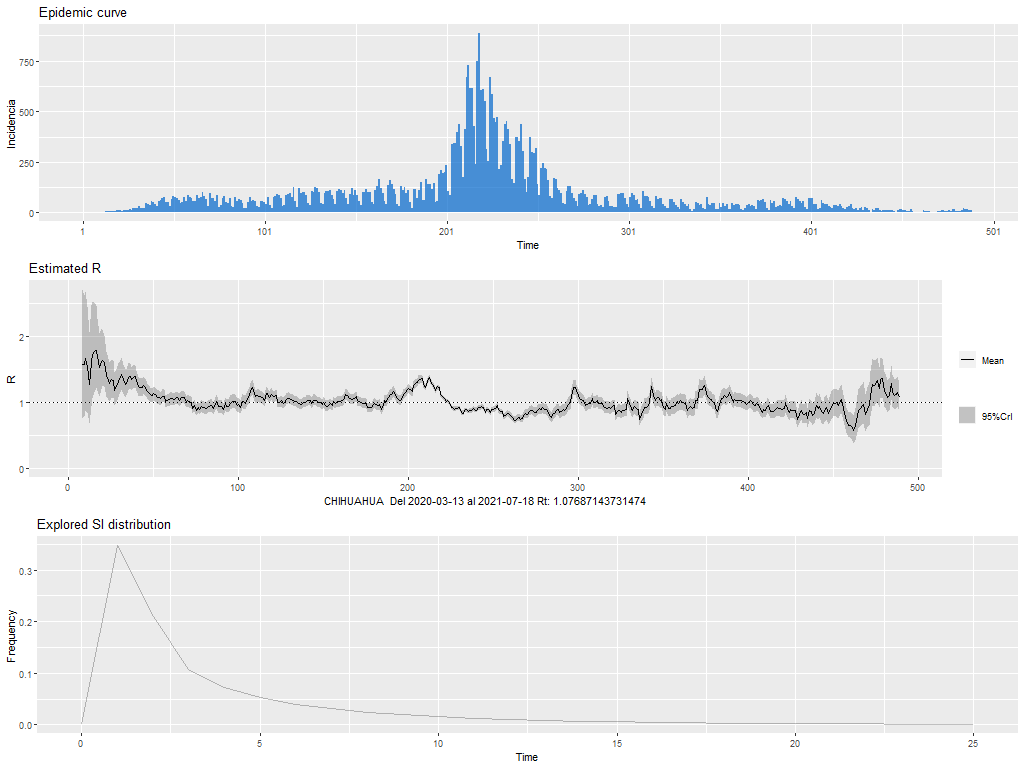 Epidemic curve
Incidencia
750
500
250
0
1
101
201
301
401
501
Time
Estimated R
R
2
1
0
0
100
200
300
400
500
Mean
95%CrI
CHIHUAHUA Del 2020-03-13 al 2021-07-18 Rt: 1.07687143731474
Explored SI distribution
Frequency
0.3
0.2
0.1
0.0
0
5
10
15
20
25
Time